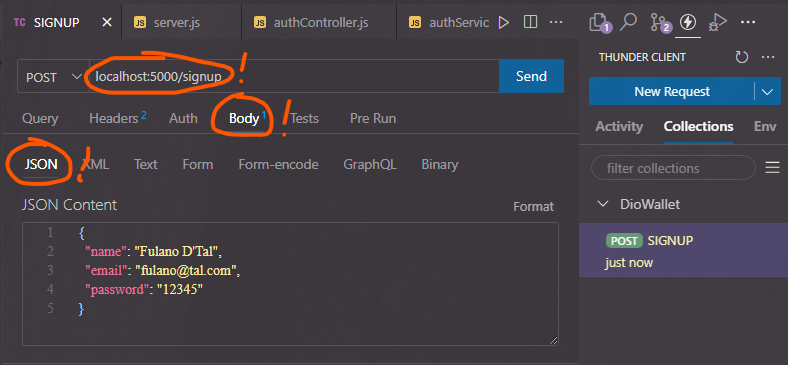 TC SIGNUP JS server.js JS authController.js JS authServic
POST localhost:5000/signup ! Send
Query Headers 2 Auth Body 1 ! Tests Pre Run
JSON ! XML Text Form Form-encode GraphQL Binary
JSON Content Format
1 {
2 "name": "Fulano D'Tal",
3 "email": "fulano@tal.com",
4 "password": "12345"
5 }
1 2
THUNDER CLIENT
New Request
Activity Collections Env
filter collections
DioWallet
POST SIGNUP
just now